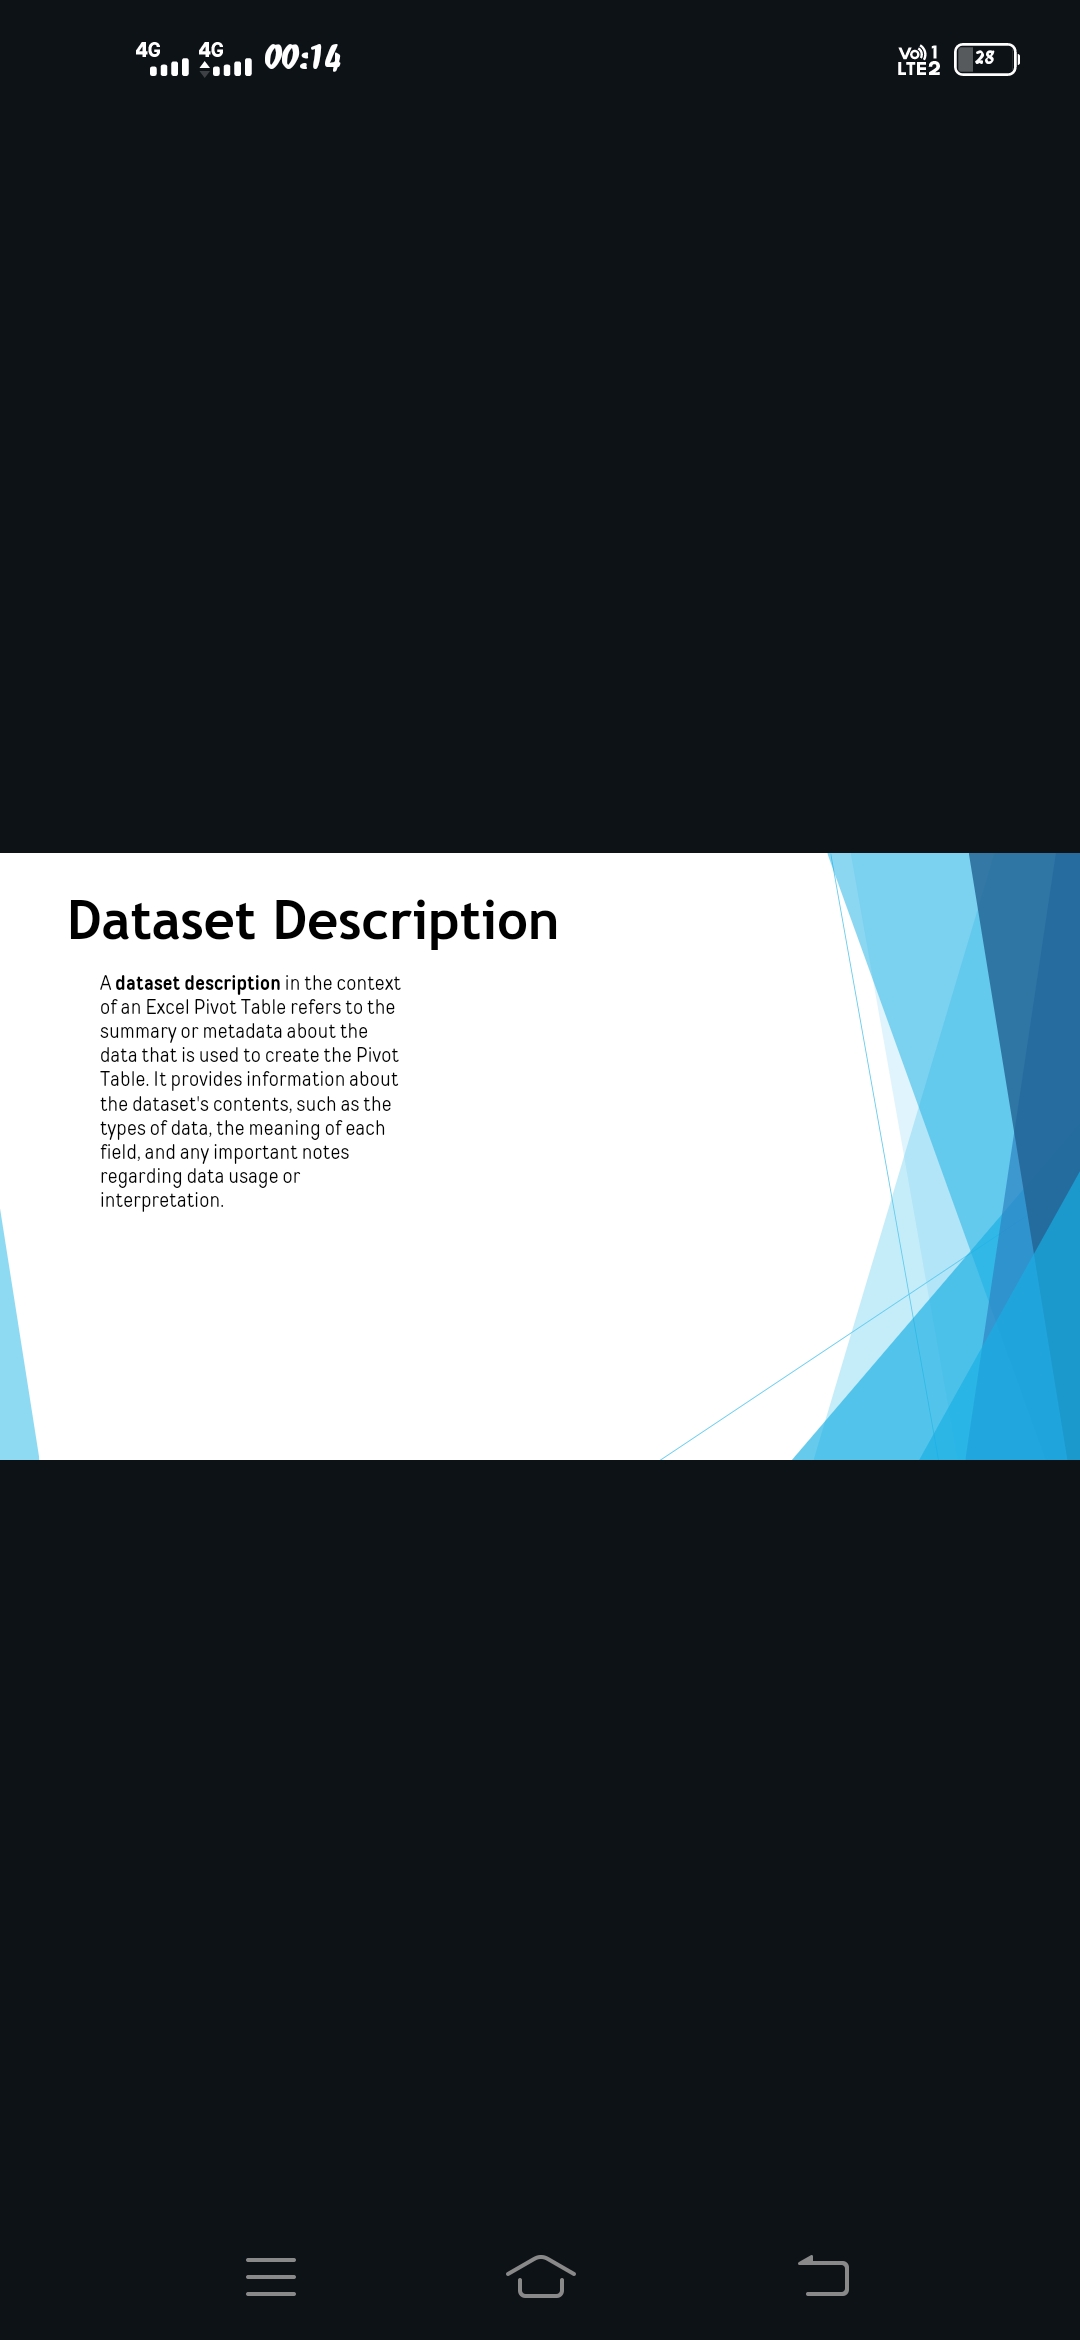 4G 4G 00:14 Vo 1 LTE2 28
Dataset Description
A dataset description in the context
of an Excel Pivot Table refers to the
summary or metadata about the
data that is used to create the Pivot
Table. It provides information about
the dataset's contents, such as the
types of data, the meaning of each
field, and any important notes
regarding data usage or
interpretation.